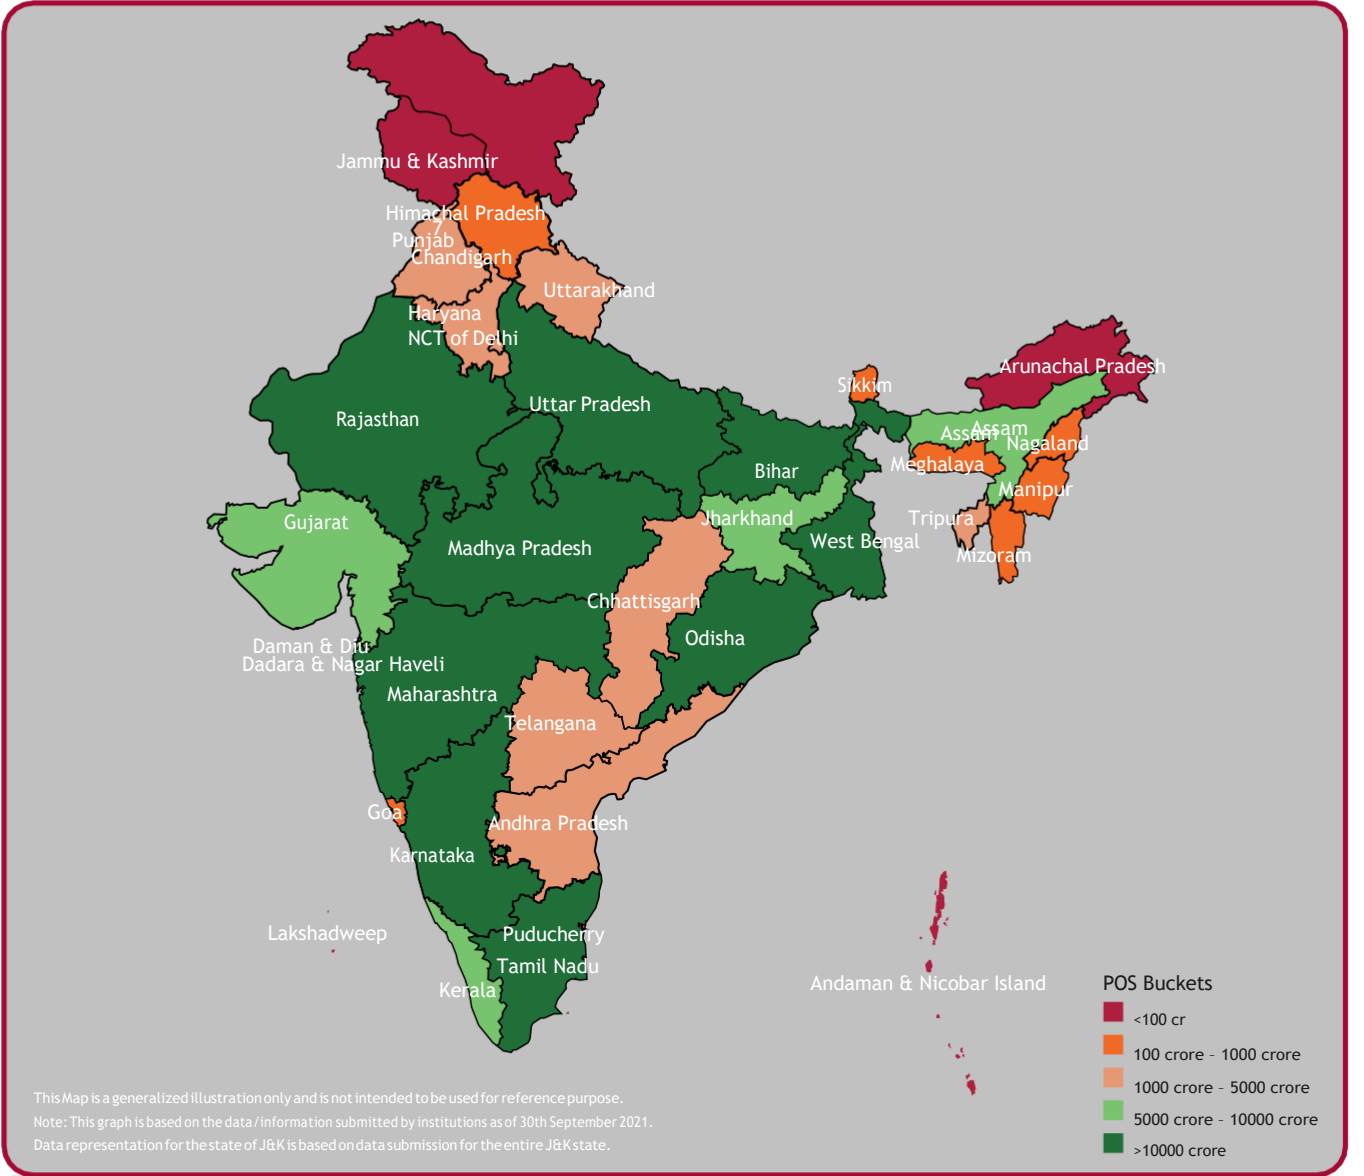 Jammu & Kashmir
Himachal Pradesh
7
Punjab
Chandigarh
Uttarakhand
Haryana
NCT of Delhi
Arunachal Pradesh
Sikkim
Rajasthan
Uttar Pradesh
Assam
Assam
Nagaland
Meghalaya
Bihar
Manipur
Gujarat
Jharkhand
Tripura
Madhya Pradesh
West Bengal
Mizoram
Chhattisgarh
Odisha
Daman & Diu
Dadara & Nagar Haveli
Maharashtra
Telangana
Goa
Andhra Pradesh
Karnataka
Lakshadweep
Puducherry
Tamil Nadu
Kerala
Andaman & Nicobar Island
POS Buckets
<100 cr
100 crore - 1000 crore
1000 crore - 5000 crore
5000 crore - 10000 crore
>10000 crore
This Map is a generalized illustration only and is not intended to be used for reference purpose.
Note: This graph is based on the data/information submitted by institutions as of 30th September 2021.
Data representation for the state of J&K is based on data submission for the entire J&K state.